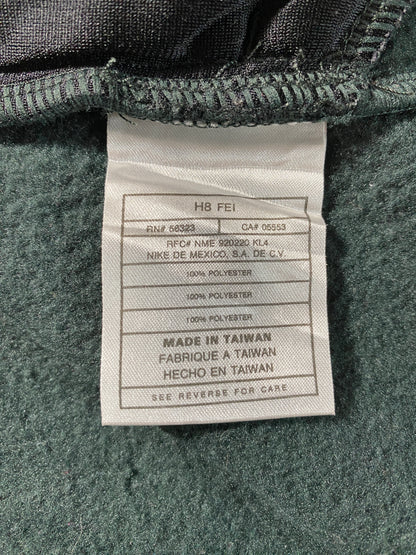 H8 FEI
RN# 56323 CA# 05553
RFC# NME 920220 KL4
NIKE DE MEXICO, S.A. DE C.V.
100% POLYESTER
100% POLYESTER
100% POLYESTER
MADE IN TAIWAN
FABRIQUE A TAIWAN
HECHO EN TAIWAN
SEE REVERSE FOR CARE